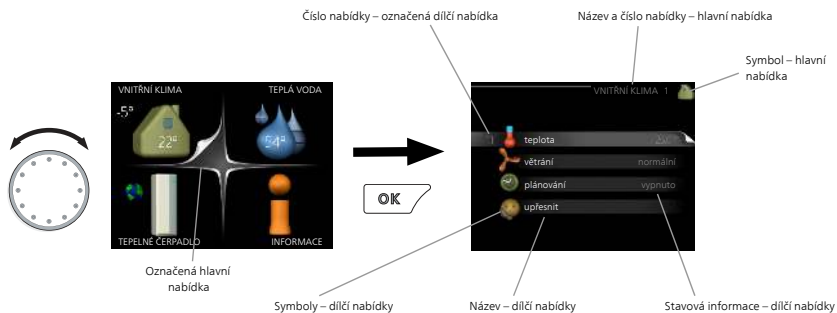 Číslo nabídky – označená dílčí nabídka
Název a číslo nabídky – hlavní nabídka
Symbol – hlavní
nabídka
VNITŘNÍ KLIMA
TEPLÁ VODA
-5°
22°
54°
TEPELNÉ ČERPADLO
INFORMACE
OK
VNITŘNÍ KLIMA 1
teplota
větrání
normální
plánování
vypnuto
upřesnit
Označená hlavní
nabídka
Symboly – dílčí nabídky
Název – dílčí nabídky
Stavová informace – dílčí nabídky